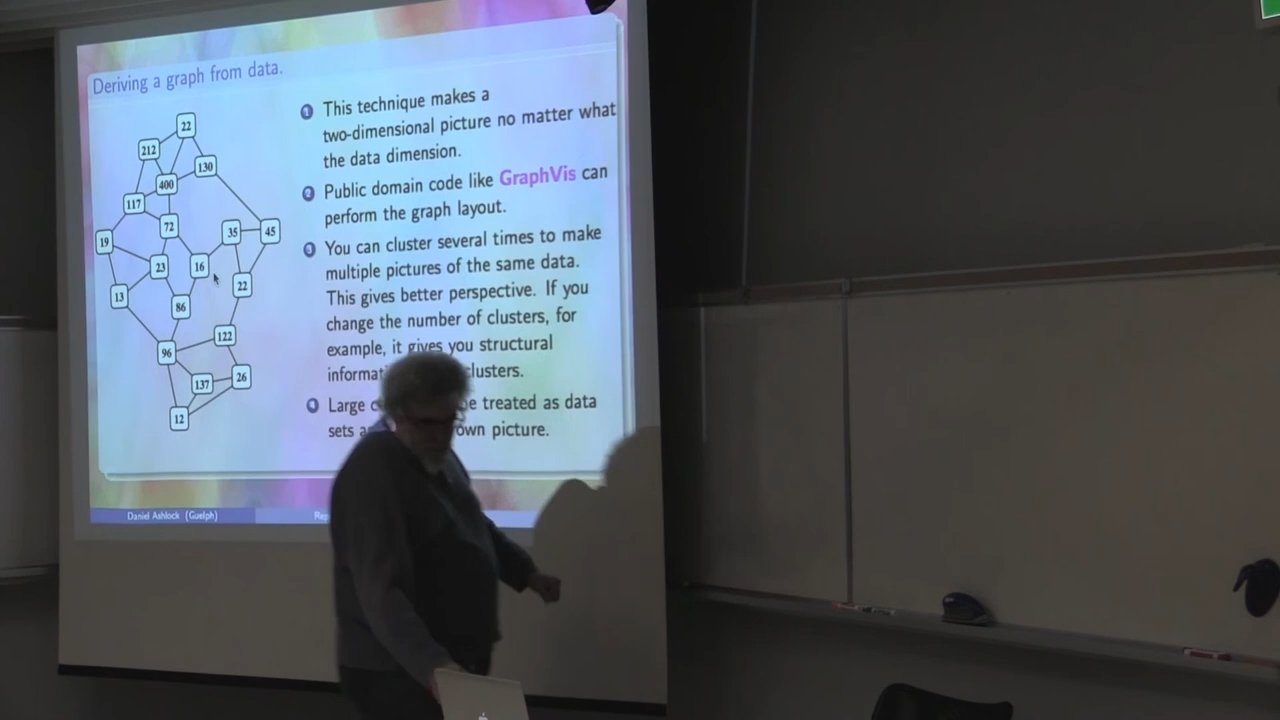 Deriving a graph from data.
22
212
130
400
117
72
35
45
19
23
16
22
13
86
122
96
137
26
12
1 This technique makes a
two-dimensional picture no matter what
the data dimension.
2 Public domain code like GraphVis can
perform the graph layout.
3 You can cluster several times to make
multiple pictures of the same data.
This gives better perspective. If you
change the number of clusters, for
example, it gives you structural
clusters.
4 Large be treated as data
sets own picture.
Daniel Ashlock (Guelph)